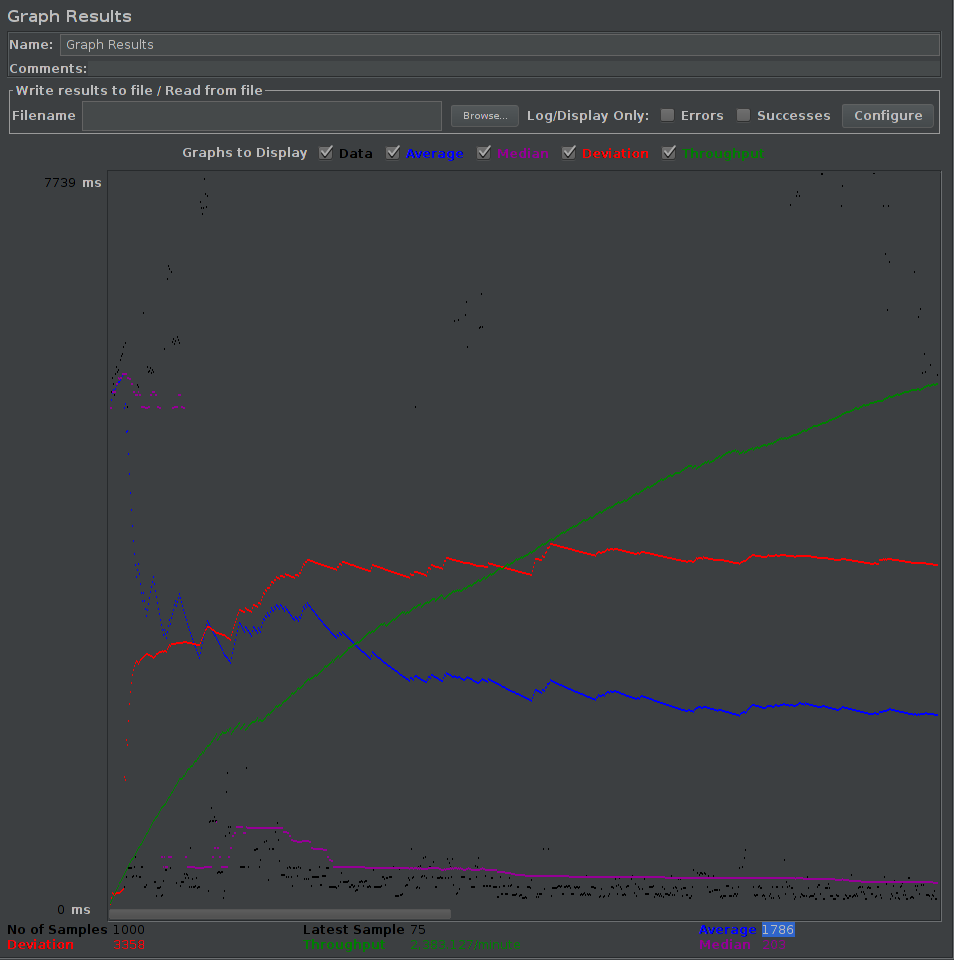 Graph Results
Name: Graph Results
Comments:
Write results to file / Read from file
Filename Browse... Log/Display Only: Errors Successes Configure
Graphs to Display Data Average Median Deviation Throughput
7739 ms
0 ms
No of Samples 1000 Latest Sample 75 Average 1786
Deviation 3358 Throughput 2,383.127/minute Median